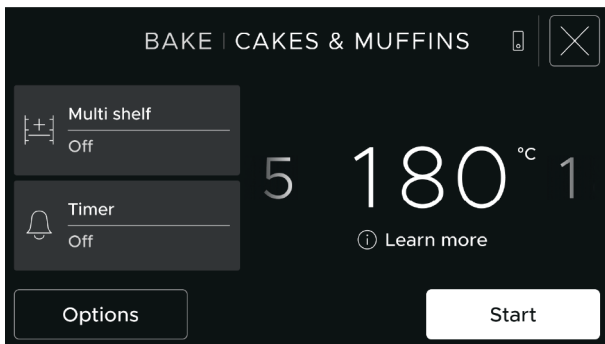 BAKE | CAKES & MUFFINS
Multi shelf
Off
5
180 °C
1
Timer
Off
Learn more
Options
Start